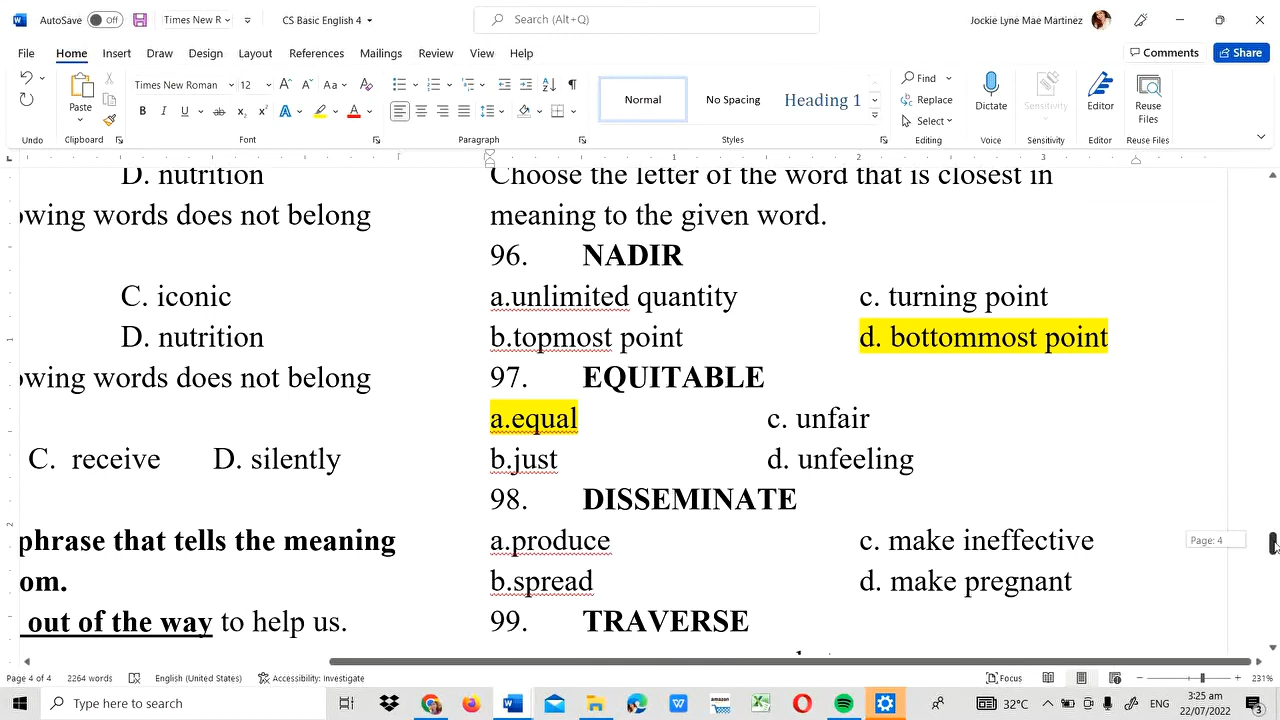 AutoSave Off Times New R CS Basic English 4 Search (Alt+Q) Jockie Lyne Mae Martinez
File Home Insert Draw Design Layout References Mailings Review View Help Comments Share
Times New Roman 12 Aa Normal No Spacing Heading 1 Find Replace Select
Paste Dictate Sensitivity Editor Reuse Files
Undo Clipboard Font Paragraph Styles Editing Voice Sensitivity Editor Reuse Files
1 2 3
D. nutrition
owing words does not belong
C. iconic
D. nutrition
owing words does not belong
C. receive D. silently
phrase that tells the meaning
om.
out of the way to help us.
Choose the letter of the word that is closest in
meaning to the given word.
96. NADIR
a.unlimited quantity c. turning point
b.topmost point d. bottommost point
97. EQUITABLE
a.equal c. unfair
b.just d. unfeeling
98. DISSEMINATE
a.produce c. make ineffective
b.spread d. make pregnant
99. TRAVERSE
Page: 4
Page 4 of 4 2264 words English (United States) Accessibility: Investigate Focus 231%
Type here to search amazon 32°C ENG 3:25 am
22/07/2022